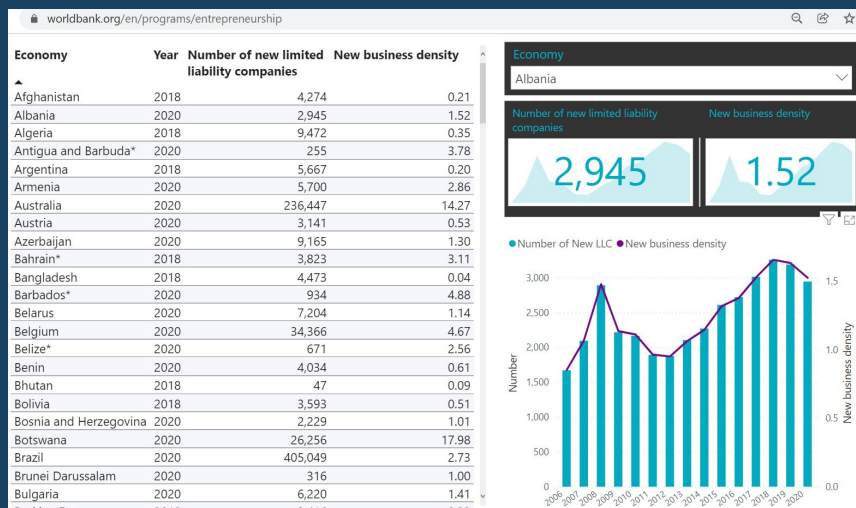 worldbank.org/en/programs/entrepreneurship
Economy Year Number of new limited liability companies New business density
Afghanistan 2018 4,274 0.21
Albania 2020 2,945 1.52
Algeria 2018 9,472 0.35
Antigua and Barbuda* 2020 255 3.78
Argentina 2018 5,667 0.20
Armenia 2020 5,700 2.86
Australia 2020 236,447 14.27
Austria 2020 3,141 0.53
Azerbaijan 2020 9,165 1.30
Bahrain* 2018 3,823 3.11
Bangladesh 2018 4,473 0.04
Barbados* 2020 934 4.88
Belarus 2020 7,204 1.14
Belgium 2020 34,366 4.67
Belize* 2020 671 2.56
Benin 2020 4,034 0.61
Bhutan 2018 47 0.09
Bolivia 2018 3,593 0.51
Bosnia and Herzegovina 2020 2,229 1.01
Botswana 2020 26,256 17.98
Brazil 2020 405,049 2.73
Brunei Darussalam 2020 316 1.00
Bulgaria 2020 6,220 1.41
Economy
Albania
Number of new limited liability companies
2,945
New business density
1.52
Number of New LLC New business density
Number
3,000
2,500
2,000
1,500
1,000
500
0
1.5
1.0
0.5
0.0
New business density
2006 2007 2008 2009 2010 2011 2012 2013 2014 2015 2016 2017 2018 2019 2020